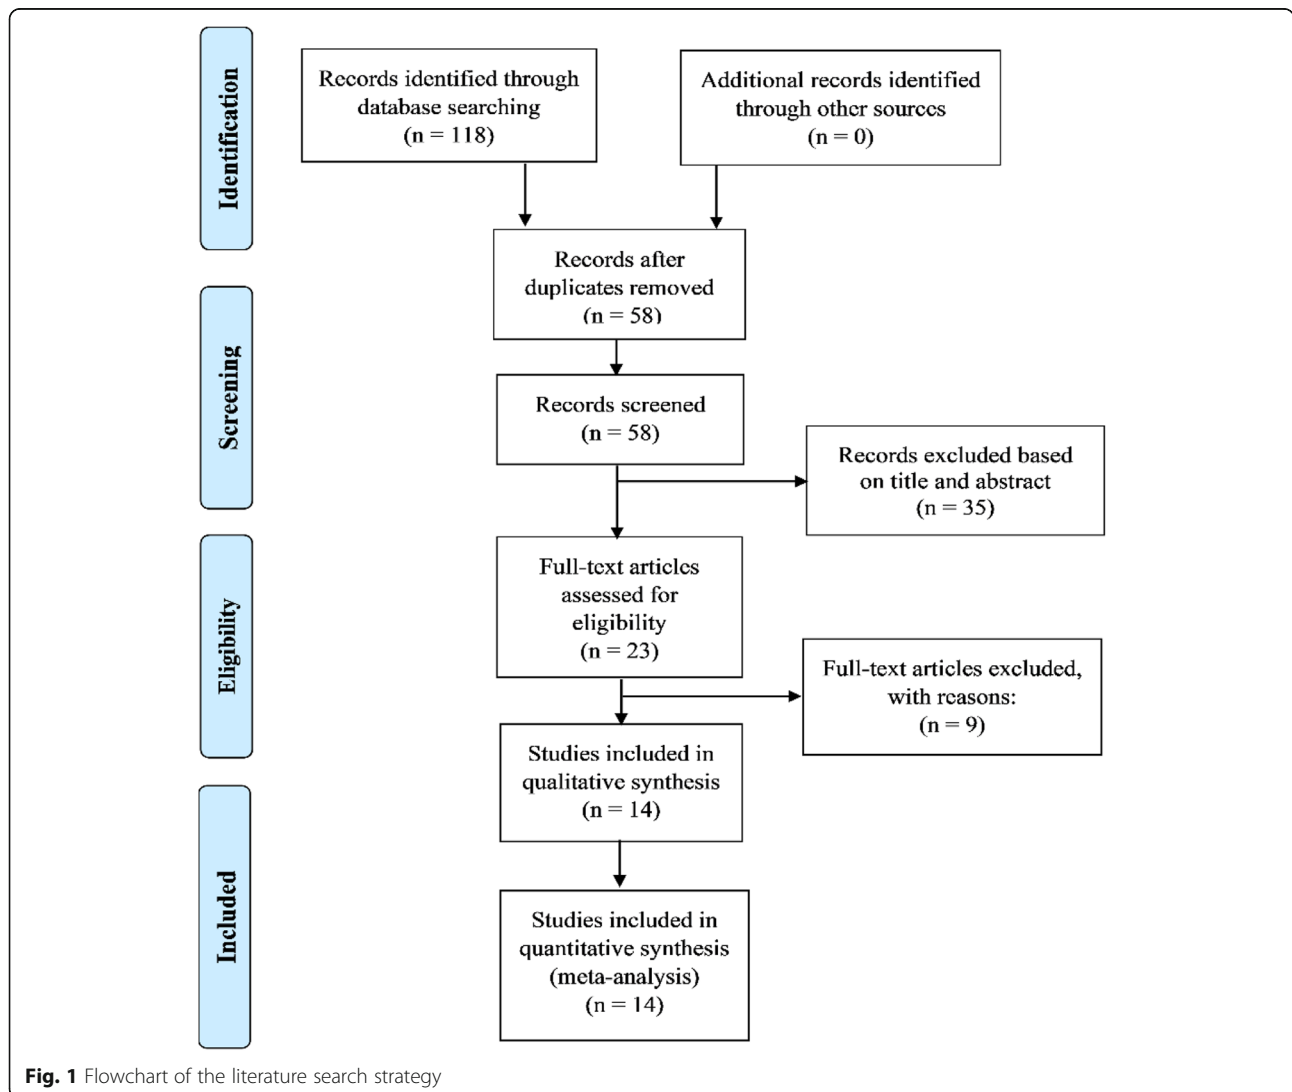 Identification
Records identified through
database searching
(n = 118)
Additional records identified
through other sources
(n = 0)
Records after
duplicates removed
(n = 58)
Screening
Records screened
(n = 58)
Records excluded based
on title and abstract
(n = 35)
Eligibility
Full-text articles
assessed for
eligibility
(n = 23)
Full-text articles excluded,
with reasons:
(n = 9)
Studies included in
qualitative synthesis
(n = 14)
Included
Studies included in
quantitative synthesis
(meta-analysis)
(n = 14)
Fig. 1 Flowchart of the literature search strategy